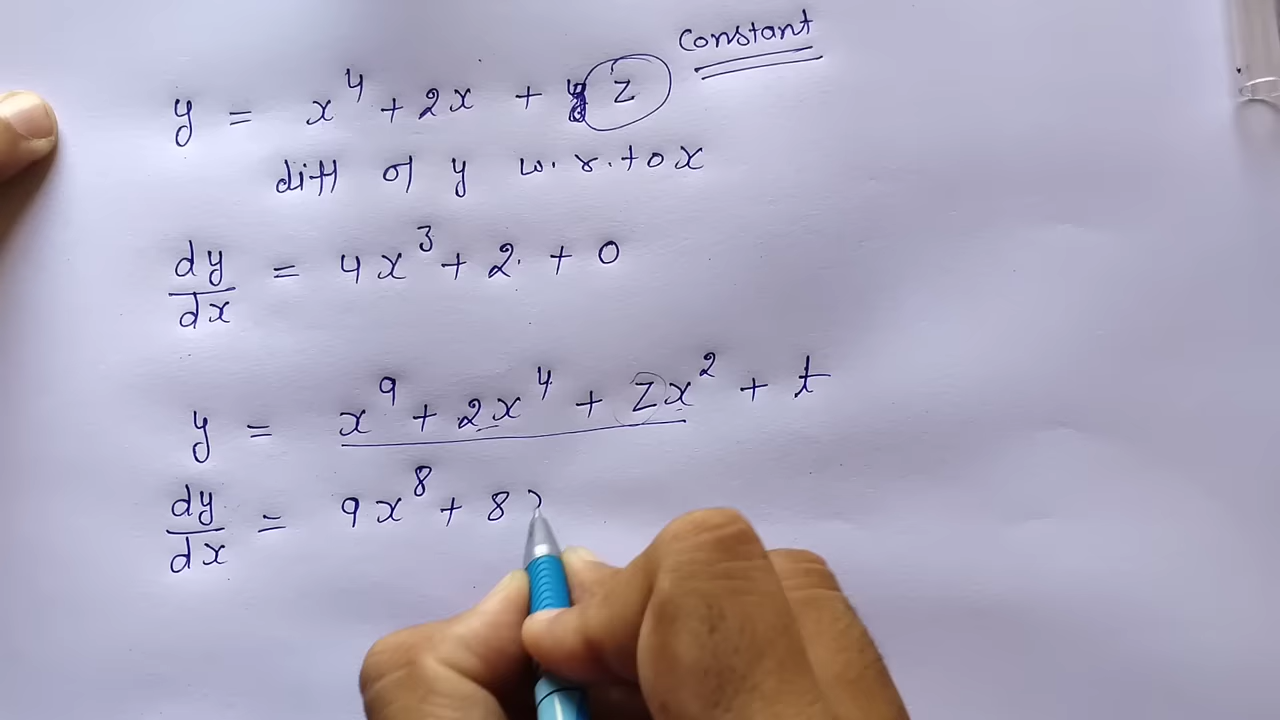 Constant
y = x⁴ + 2x + z
diff of y w.r.to x
dy/dx = 4x³ + 2 + 0
y = x⁹ + 2x⁴ + zx² + t
dy/dx = 9x⁸ + 8